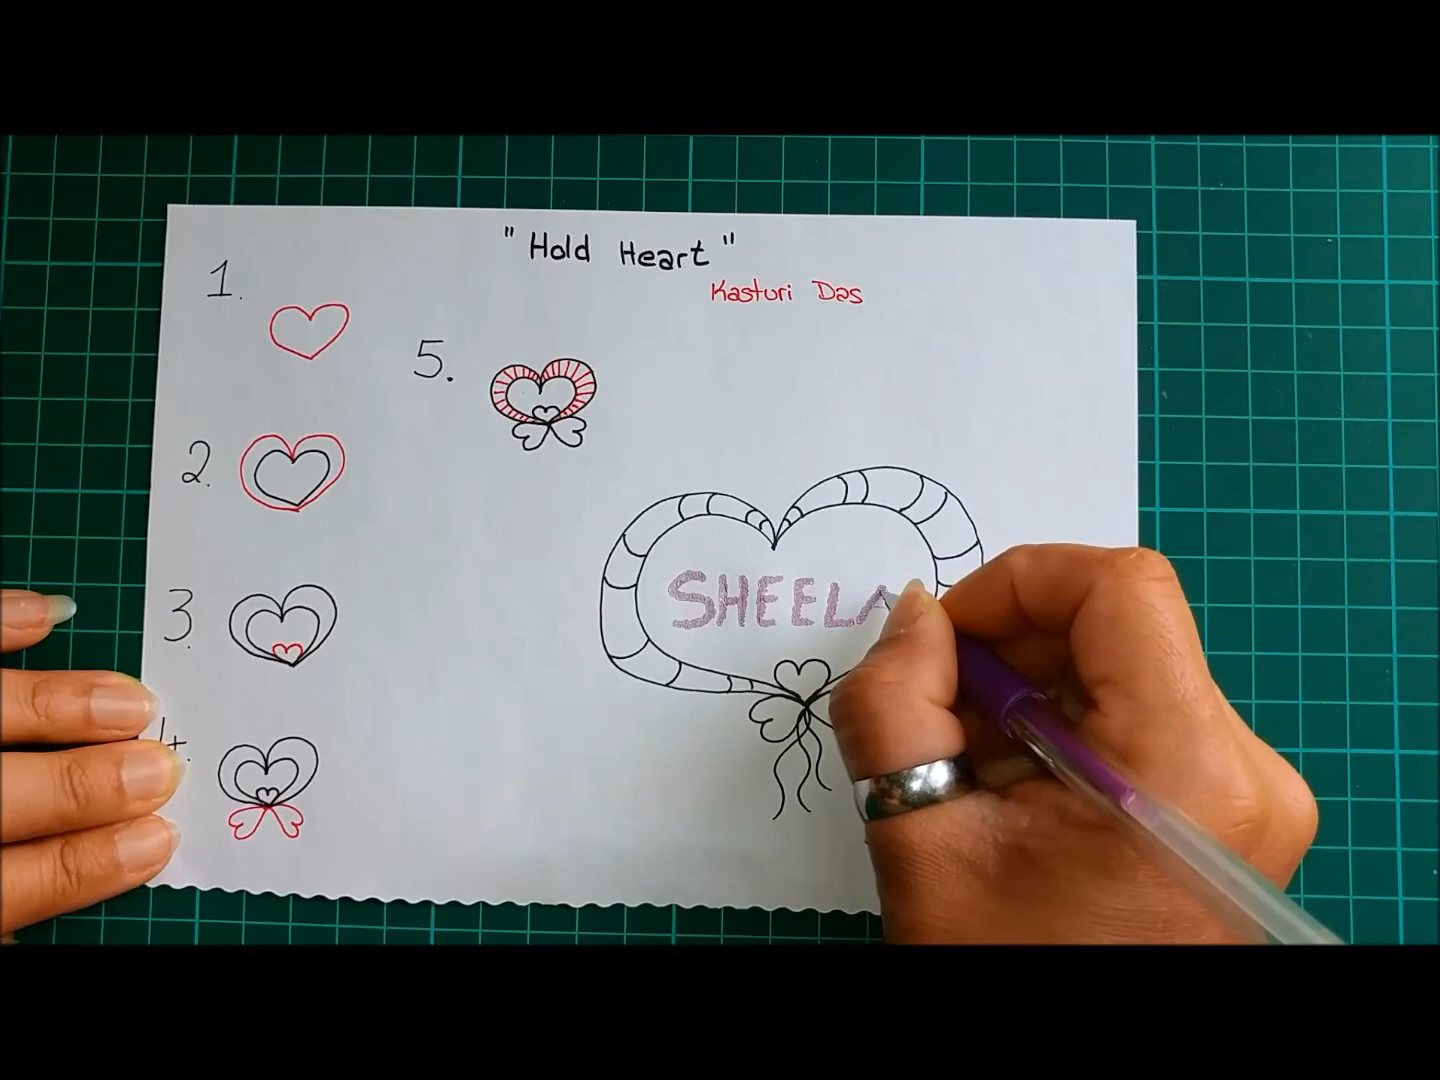 "Hold Heart"
Kasturi Das
1.
2.
3.
4.
5.
SHEELA